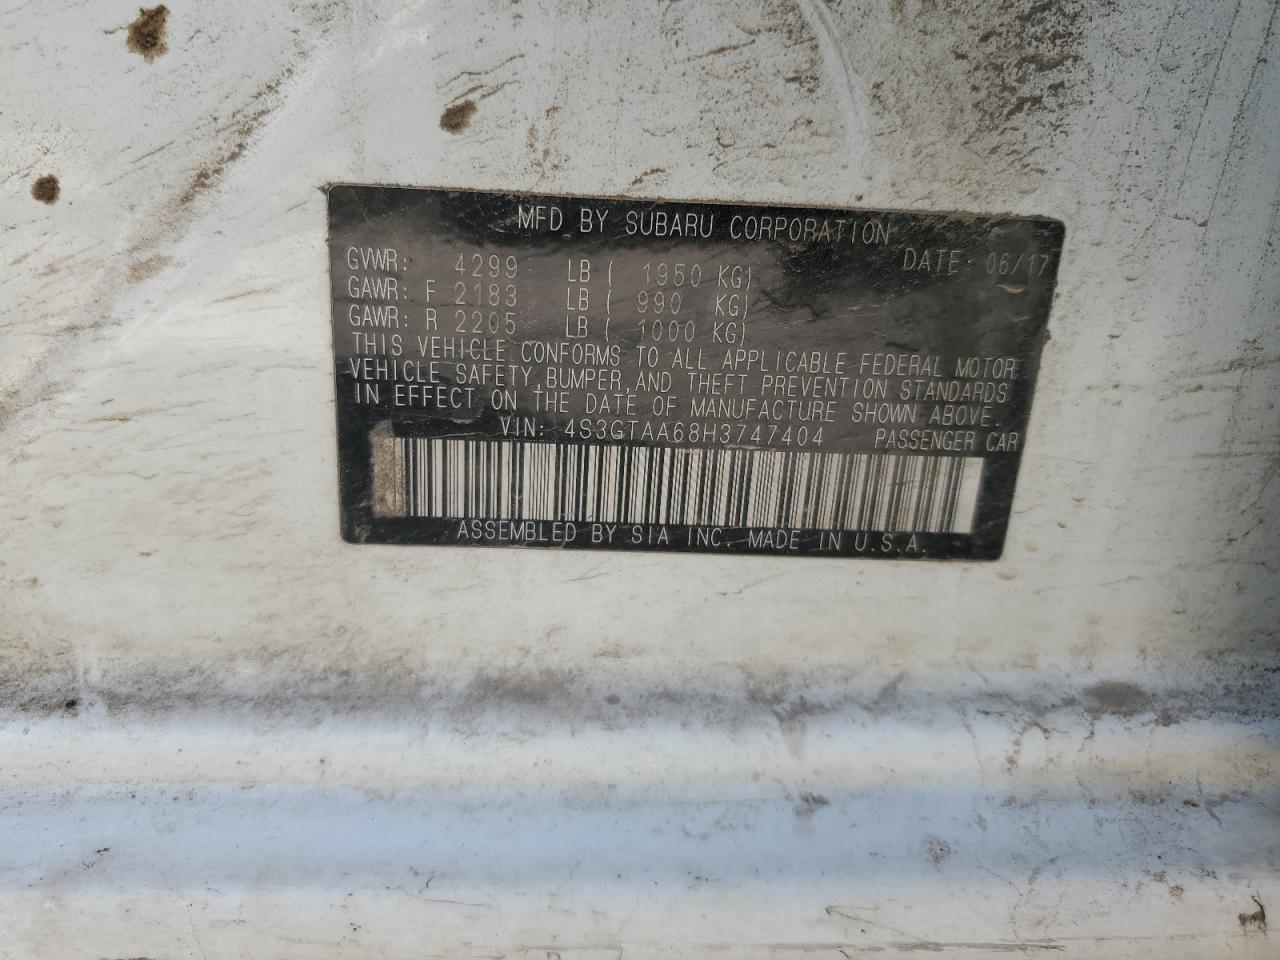 MFD BY SUBARU CORPORATION
DATE: 06/17
GVWR: 4299 LB ( 1950 KG)
GAWR: F 2183 LB ( 990 KG)
GAWR: R 2205 LB ( 1000 KG)
THIS VEHICLE CONFORMS TO ALL APPLICABLE FEDERAL MOTOR
VEHICLE SAFETY, BUMPER, AND THEFT PREVENTION STANDARDS
IN EFFECT ON THE DATE OF MANUFACTURE SHOWN ABOVE.
VIN: 4S3GTAA68H3747404 PASSENGER CAR
ASSEMBLED BY SIA INC. MADE IN U.S.A.